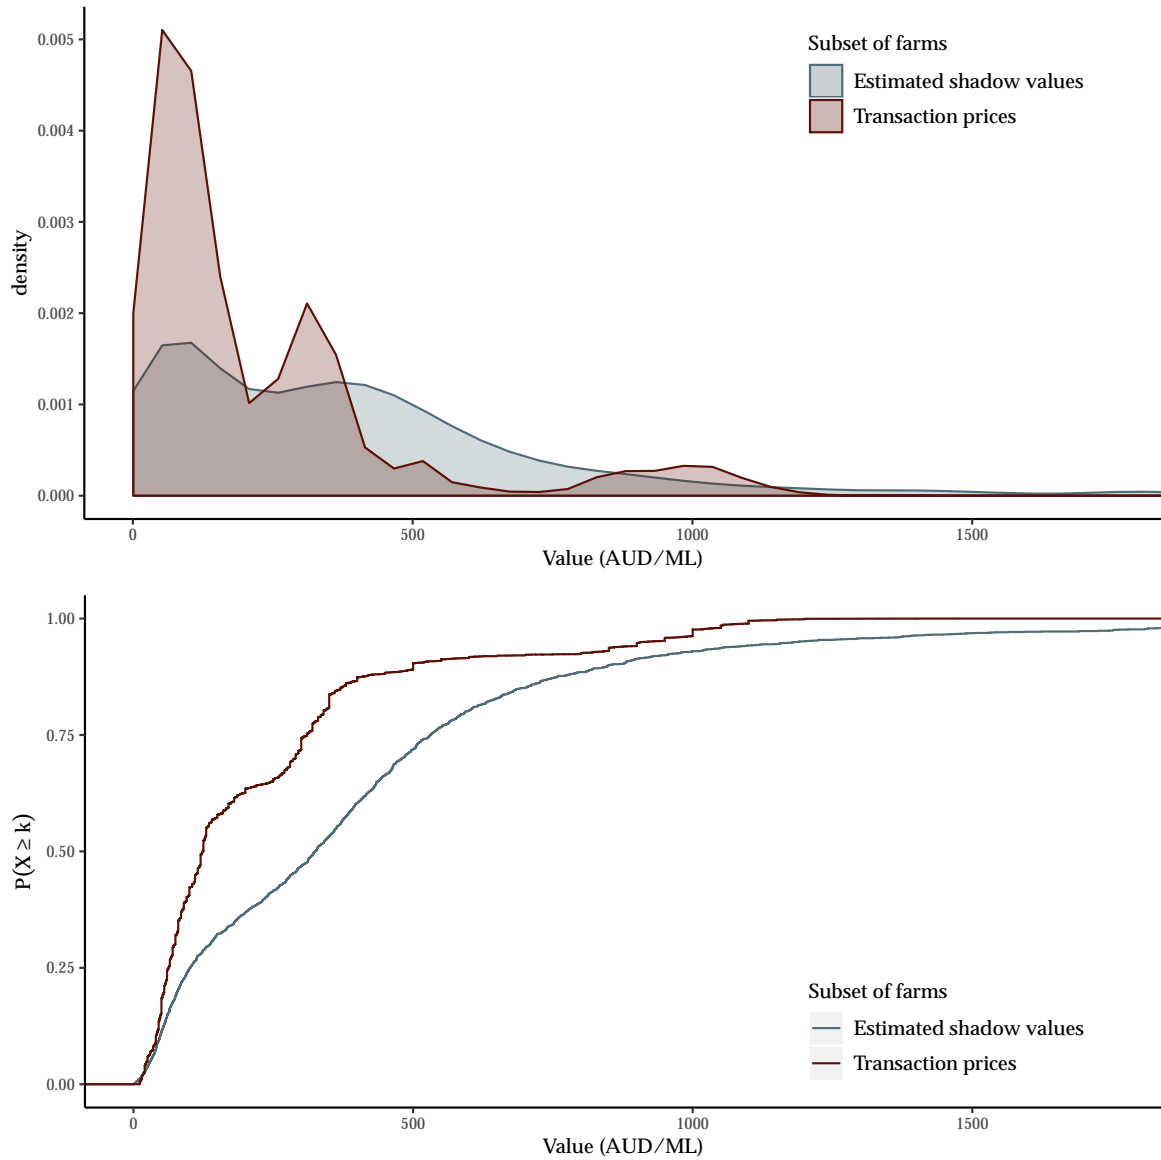 0.005
0.004
0.003
0.002
0.001
0.000
density
0
500
1000
1500
Value (AUD/ML)
Subset of farms
Estimated shadow values
Transaction prices
1.00
0.75
0.50
0.25
0.00
P(X ≥ k)
0
500
1000
1500
Value (AUD/ML)
Subset of farms
Estimated shadow values
Transaction prices